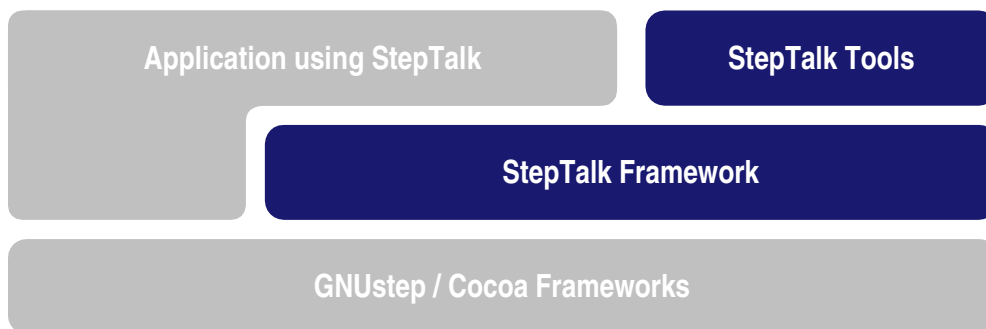 Application using StepTalk
StepTalk Tools
StepTalk Framework
GNUstep / Cocoa Frameworks